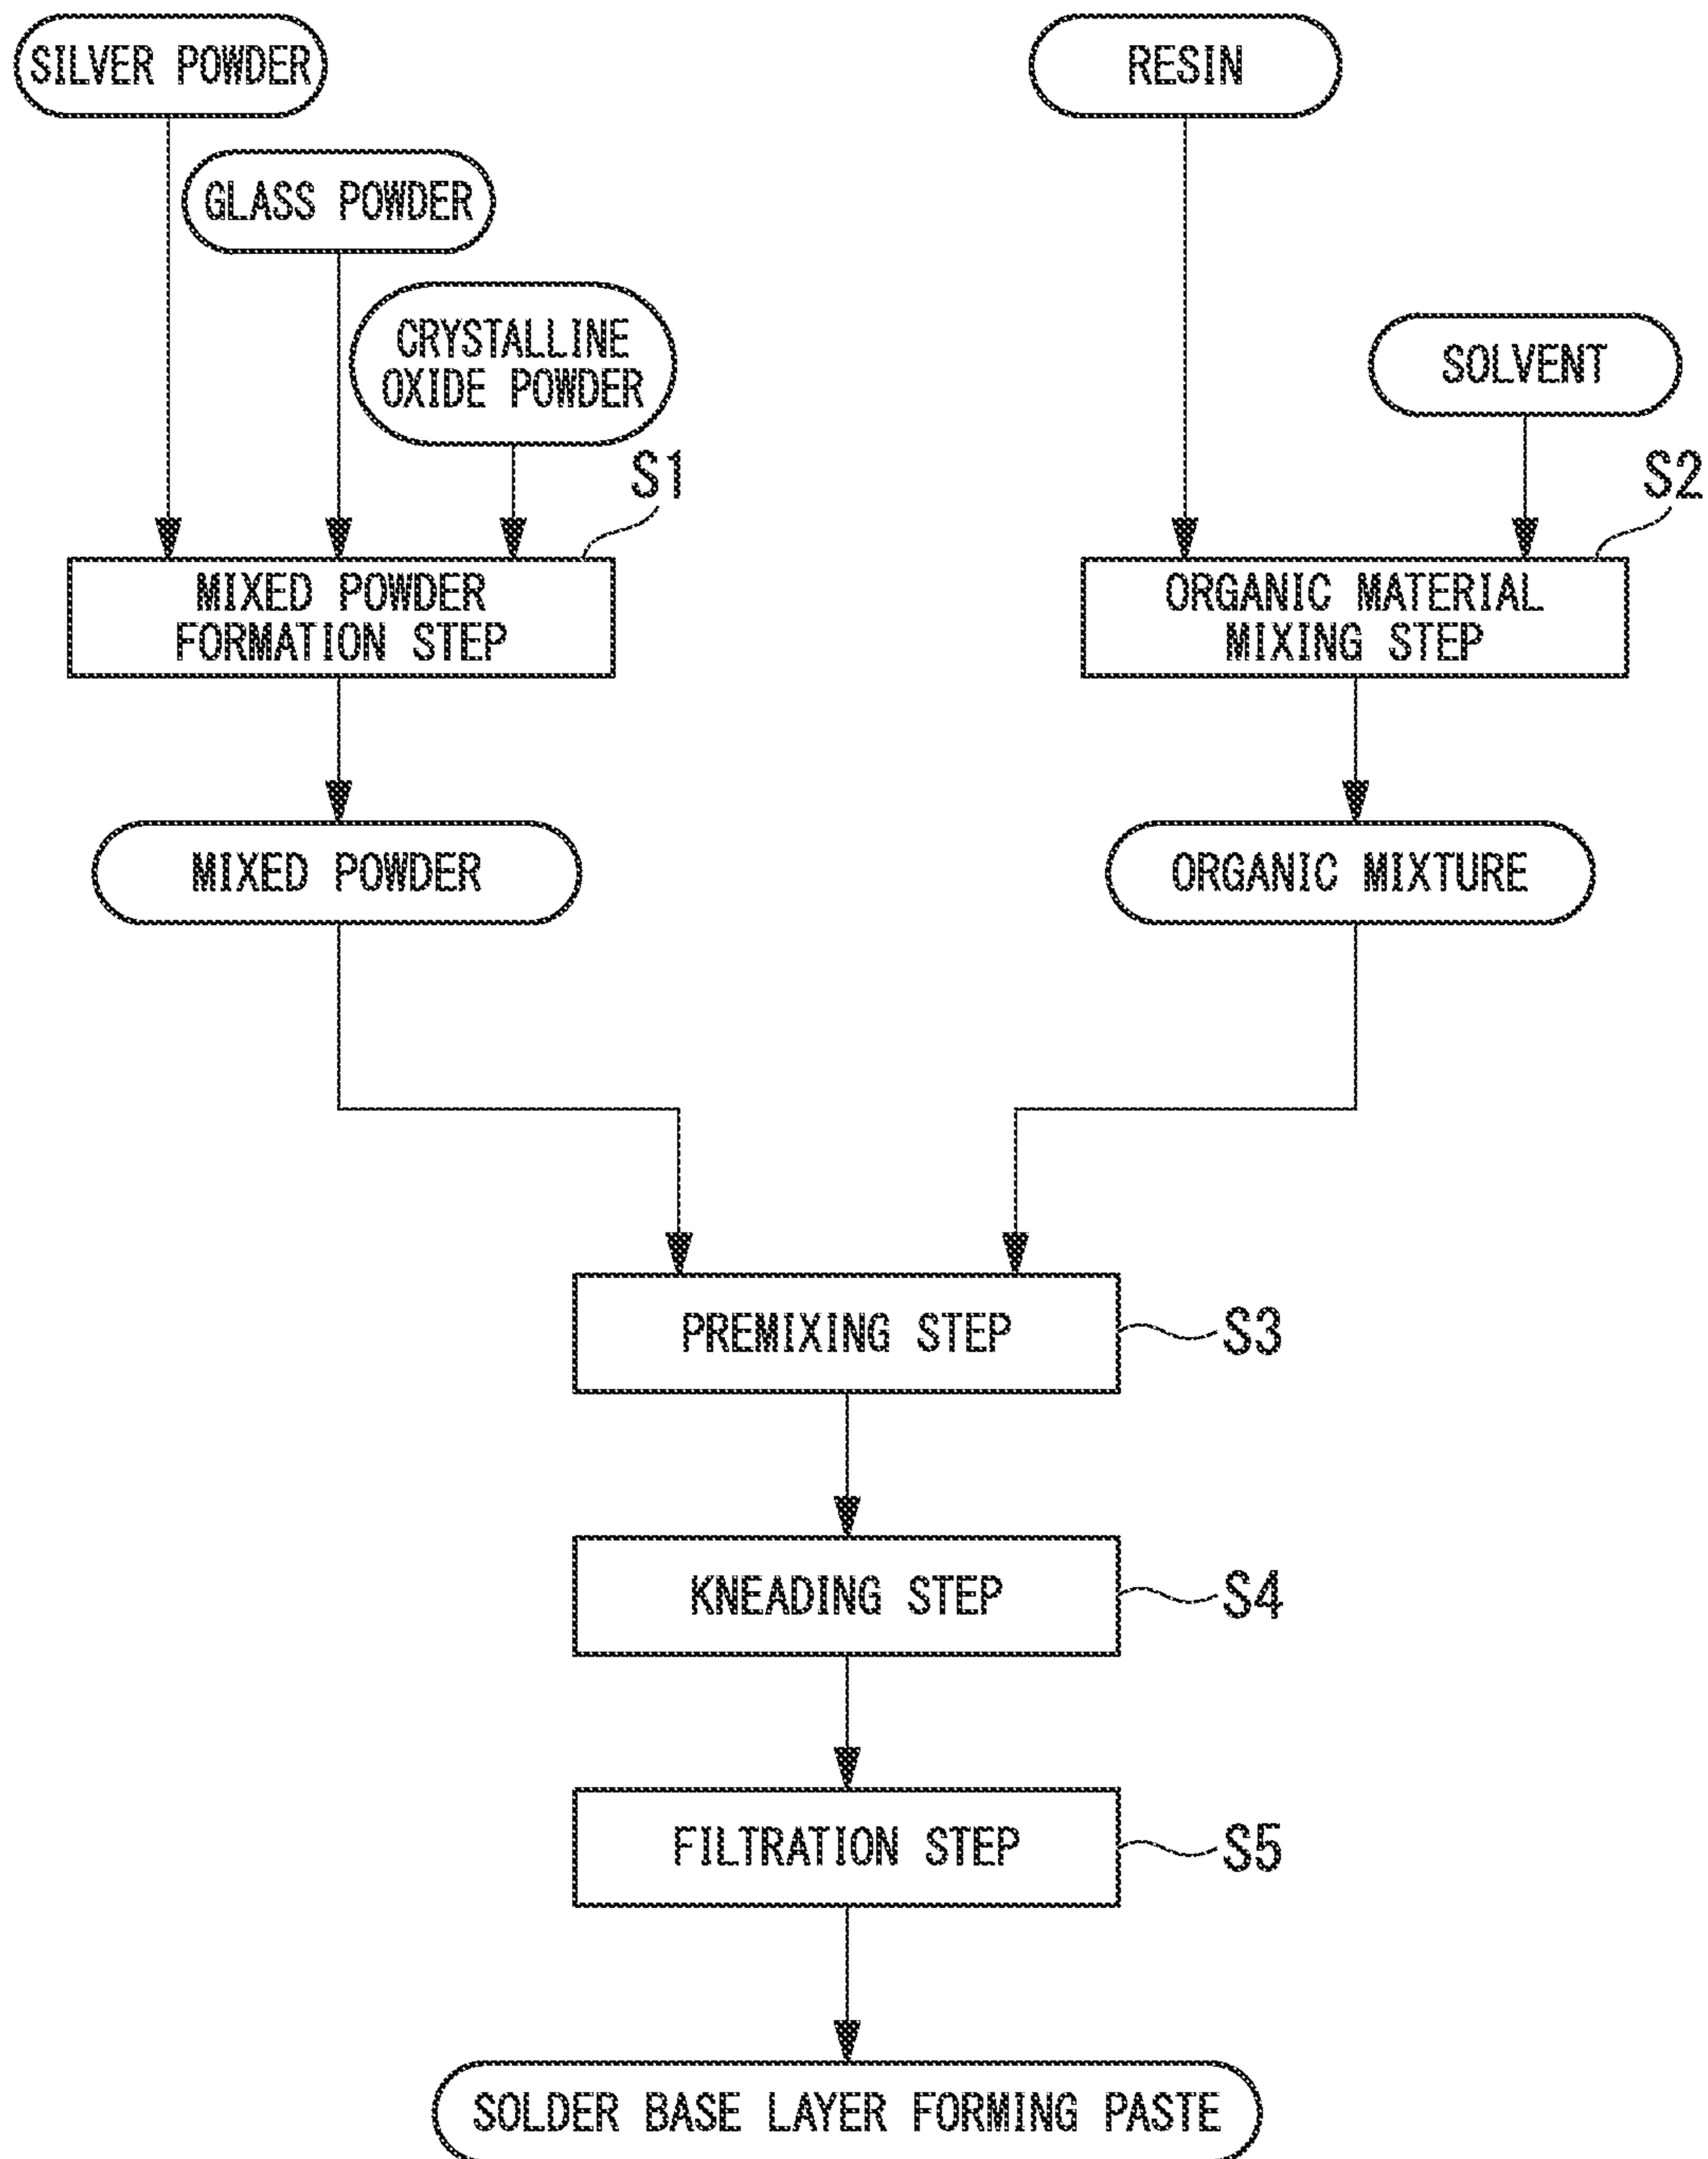 SILVER POWDER
RESIN
GLASS POWDER
CRYSTALLINE
OXIDE POWDER
SOLVENT
S1
S2
MIXED POWDER
FORMATION STEP
ORGANIC MATERIAL
MIXING STEP
MIXED POWDER
ORGANIC MIXTURE
PREMIXING STEP
S3
KNEADING STEP
S4
FILTRATION STEP
S5
SOLDER BASE LAYER FORMING PASTE